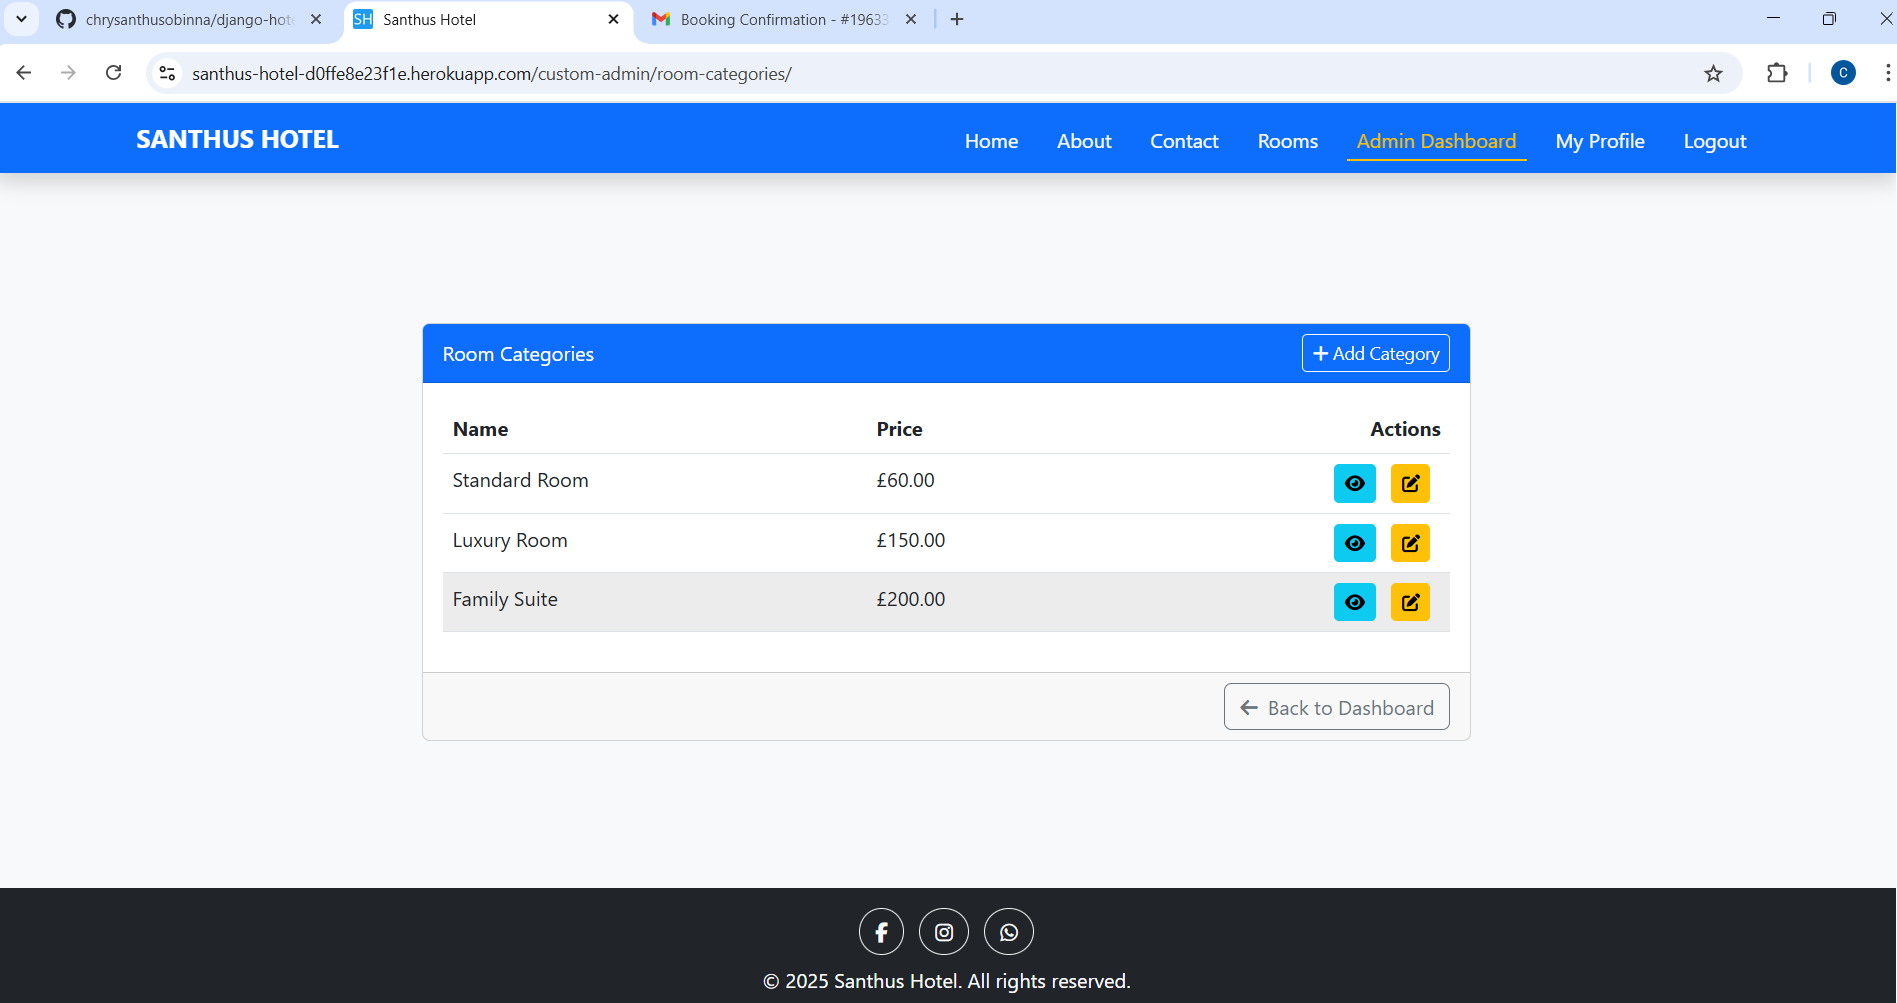 chrysanthusobinna/django-hote
Santhus Hotel
Booking Confirmation - #19633
santhus-hotel-d0ffe8e23f1e.herokuapp.com/custom-admin/room-categories/
C
SANTHUS HOTEL
Home
About
Contact
Rooms
Admin Dashboard
My Profile
Logout
Room Categories
Add Category
Name Price Actions
Standard Room £60.00
Luxury Room £150.00
Family Suite £200.00
Back to Dashboard
© 2025 Santhus Hotel. All rights reserved.